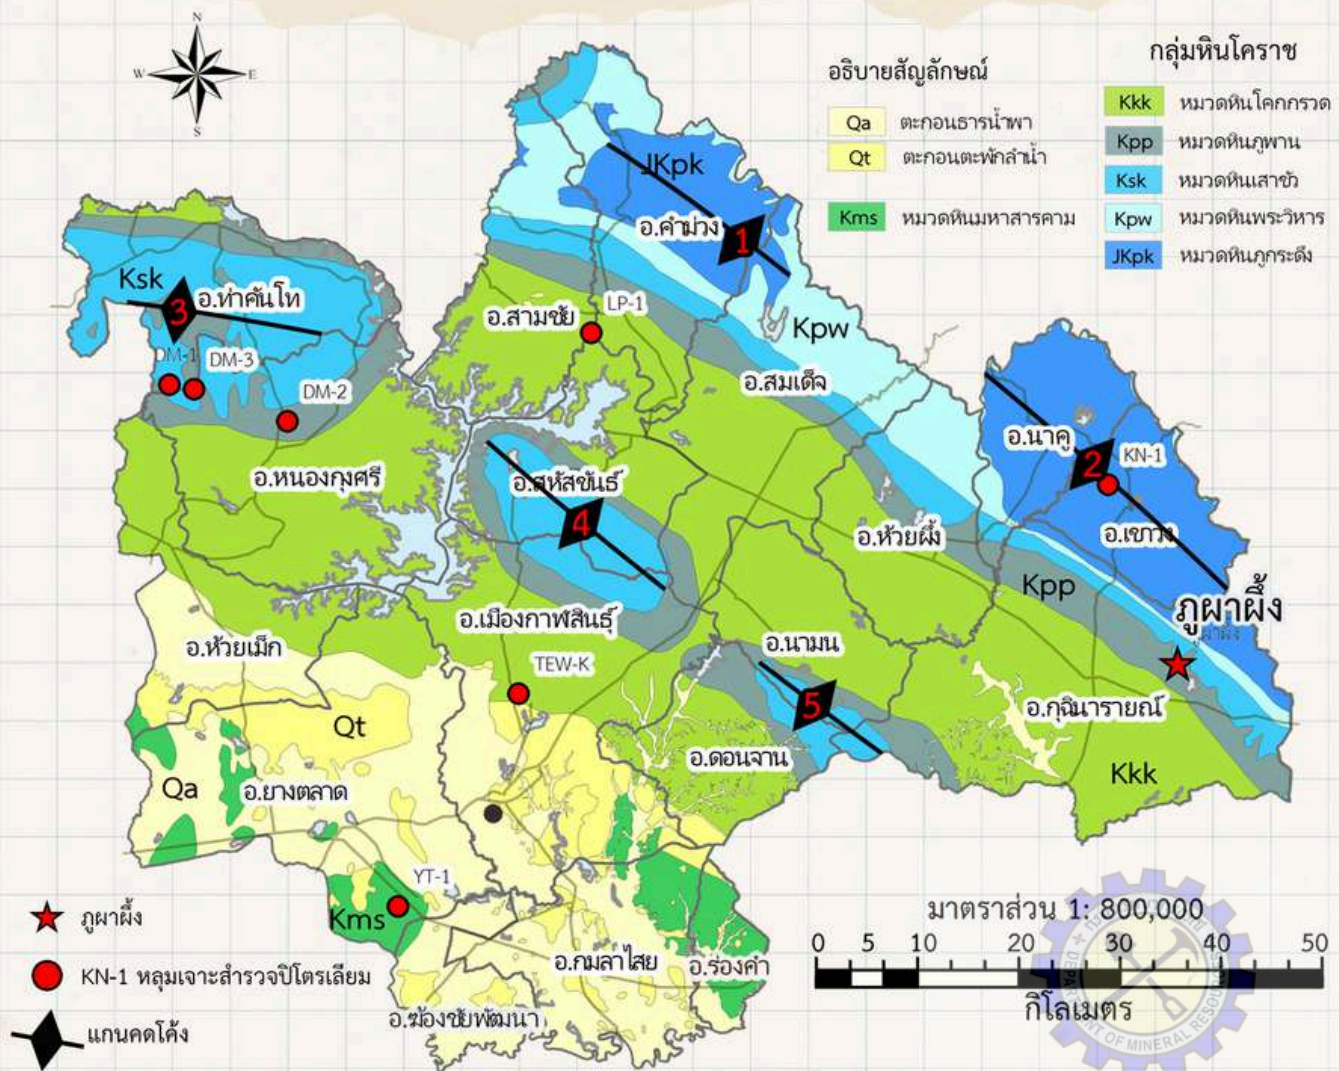 N
W
E
S
อธิบายสัญลักษณ์
Qa ตะกอนธารน้ำพา
Qt ตะกอนตะพักลำน้ำ
Kms หมวดหินมหาสารคาม
กลุ่มหินโคราช
Kkk หมวดหินโคกกรวด
Kpp หมวดหินภูพาน
Ksk หมวดหินเสาขัว
Kpw หมวดหินพระวิหาร
JKpk หมวดหินภูกระดึง
JKpk
อ.คำม่วง
1
Ksk
3
อ.ท่าคันโท
LP-1
อ.สามชัย
Kpw
DM-1
DM-3
DM-2
อ.สมเด็จ
อ.นาคู
2
KN-1
อ.หนองกุงศรี
อ.สหัสขันธ์
4
อ.ห้วยผึ้ง
อ.เขาวง
Kpp
ภูผาผึ้ง
ภูผาผึ้ง
อ.เมืองกาฬสินธุ์
อ.นามน
อ.ห้วยเม็ก
TEW-K
5
อ.กุฉินารายณ์
Qt
อ.ดอนจาน
Kkk
Qa
อ.ยางตลาด
YT-1
Kms
อ.กมลาไสย
อ.ร่องคำ
อ.ฆ้องชัยพัฒนา
ภูผาผึ้ง
KN-1 หลุมเจาะสำรวจปิโตรเลียม
แกนคดโค้ง
มาตราส่วน 1: 800,000
0 5 10 20 30 40 50
กิโลเมตร
DEPARTMENT OF MINERAL RESOURCES